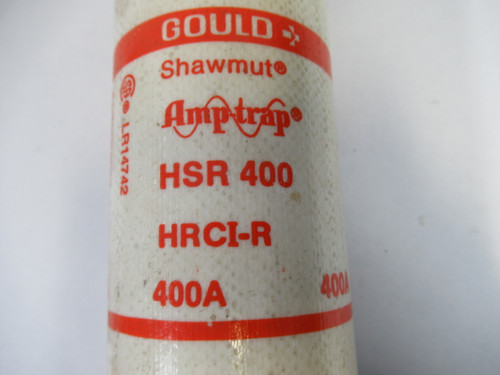 GOULD
Shawmut®
Amp-trap®
HSR 400
HRCI-R
400A
400A
LR14742